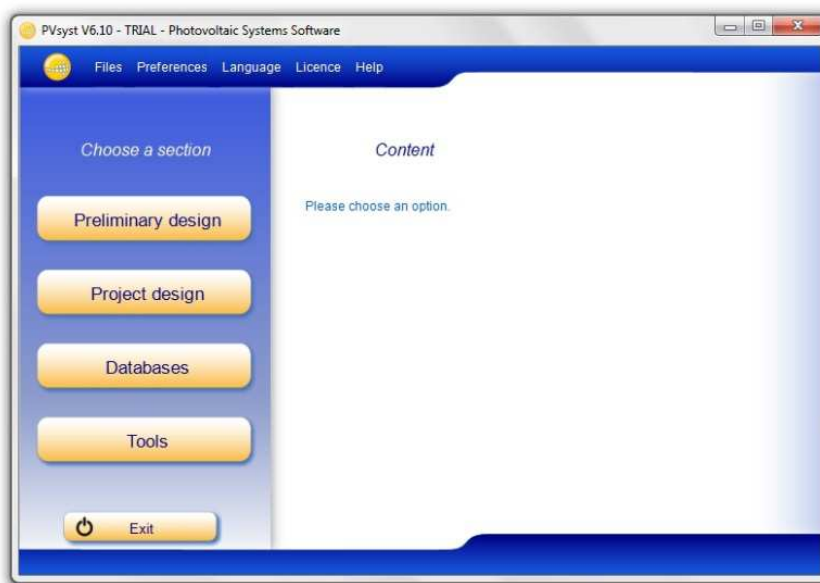 PVsyst V6.10 - TRIAL - Photovoltaic Systems Software
Files Preferences Language Licence Help
Choose a section
Content
Preliminary design
Please choose an option.
Project design
Databases
Tools
Exit